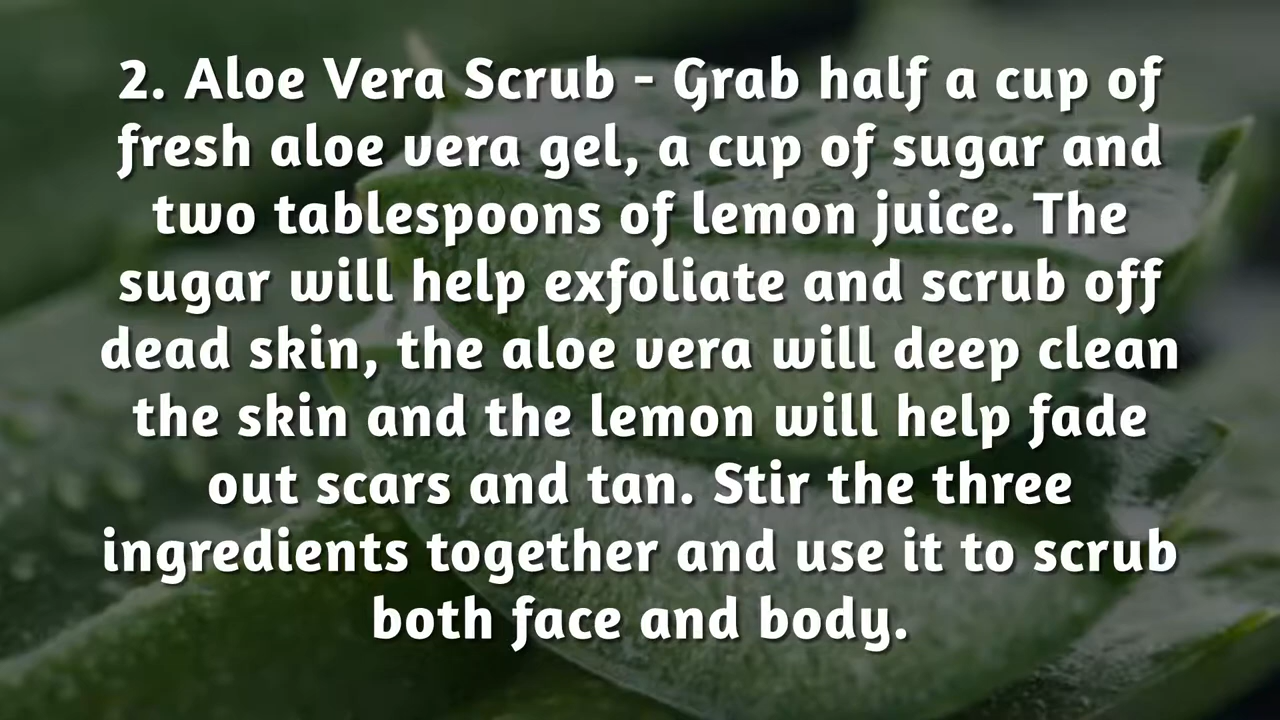 2. Aloe Vera Scrub - Grab half a cup of
fresh aloe vera gel, a cup of sugar and
two tablespoons of lemon juice. The
sugar will help exfoliate and scrub off
dead skin, the aloe vera will deep clean
the skin and the lemon will help fade
out scars and tan. Stir the three
ingredients together and use it to scrub
both face and body.